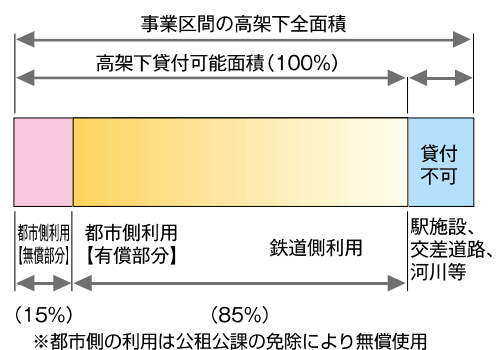 事業区間の高架下全面積
高架下貸付可能面積(100%)
貸付
不可
都市側利用
【無償部分】
都市側利用
【有償部分】
鉄道側利用
駅施設、
交差道路、
河川等
(15%)
(85%)
※都市側の利用は公租公課の免除により無償使用